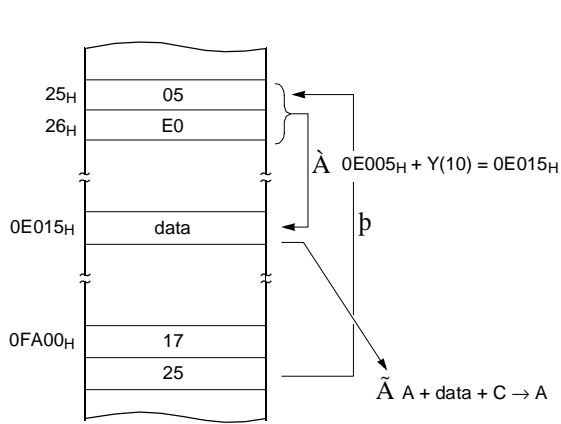 25H 05
26H E0
À 0E005H + Y(10) = 0E015H
0E015H data
þ
0FA00H 17
25
Ã A + data + C → A